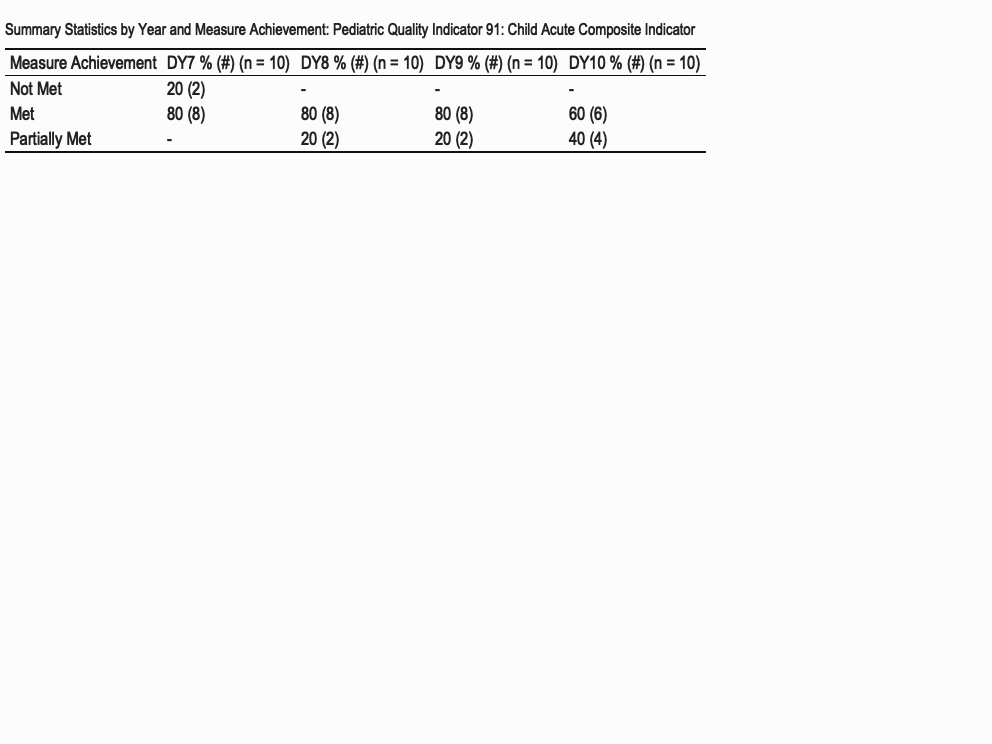 Summary Statistics by Year and Measure Achievement: Pediatric Quality Indicator 91: Child Acute Composite Indicator
Measure Achievement DY7 % (#) (n = 10) DY8 % (#) (n = 10) DY9 % (#) (n = 10) DY10 % (#) (n = 10)
Not Met 20 (2) - - -
Met 80 (8) 80 (8) 80 (8) 60 (6)
Partially Met - 20 (2) 20 (2) 40 (4)